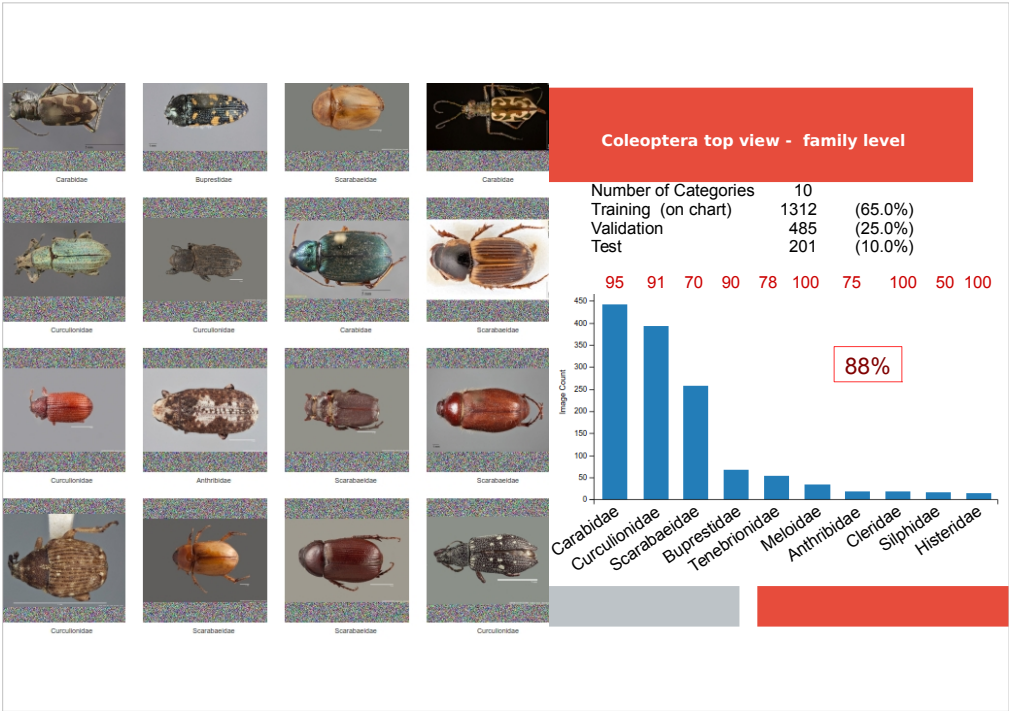 Carabidae Buprestidae Scarabaeidae Carabidae
Curculionidae Curculionidae Carabidae Scarabaeidae
Curculionidae Anthribidae Scarabaeidae Scarabaeidae
Curculionidae Scarabaeidae Scarabaeidae Curculionidae
Coleoptera top view - family level
Number of Categories 10
Training (on chart) 1312 (65.0%)
Validation 485 (25.0%)
Test 201 (10.0%)
95 91 70 90 78 100 75 100 50 100
88%
Image Count
450
400
350
300
250
200
150
100
50
0
Carabidae
Curculionidae
Scarabaeidae
Buprestidae
Tenebrionidae
Meloidae
Anthribidae
Cleridae
Silphidae
Histeridae